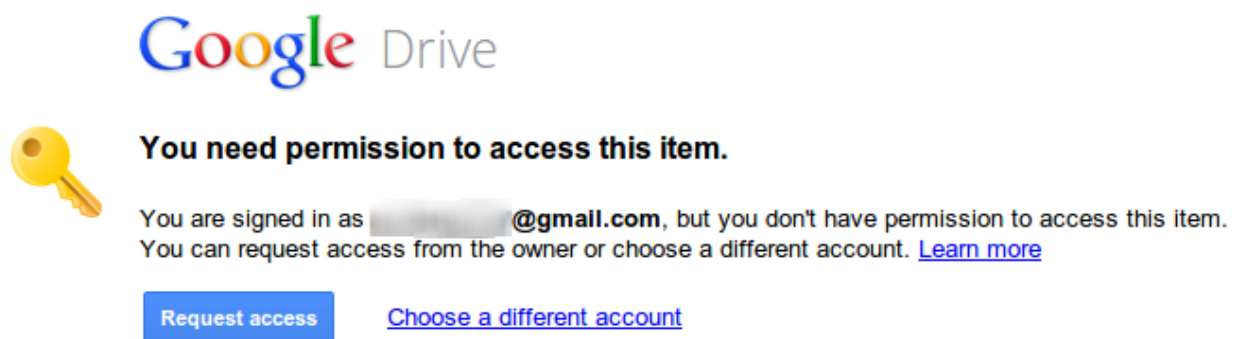 Google Drive
You need permission to access this item.
You are signed in as @gmail.com, but you don't have permission to access this item.
You can request access from the owner or choose a different account. Learn more
Request access Choose a different account